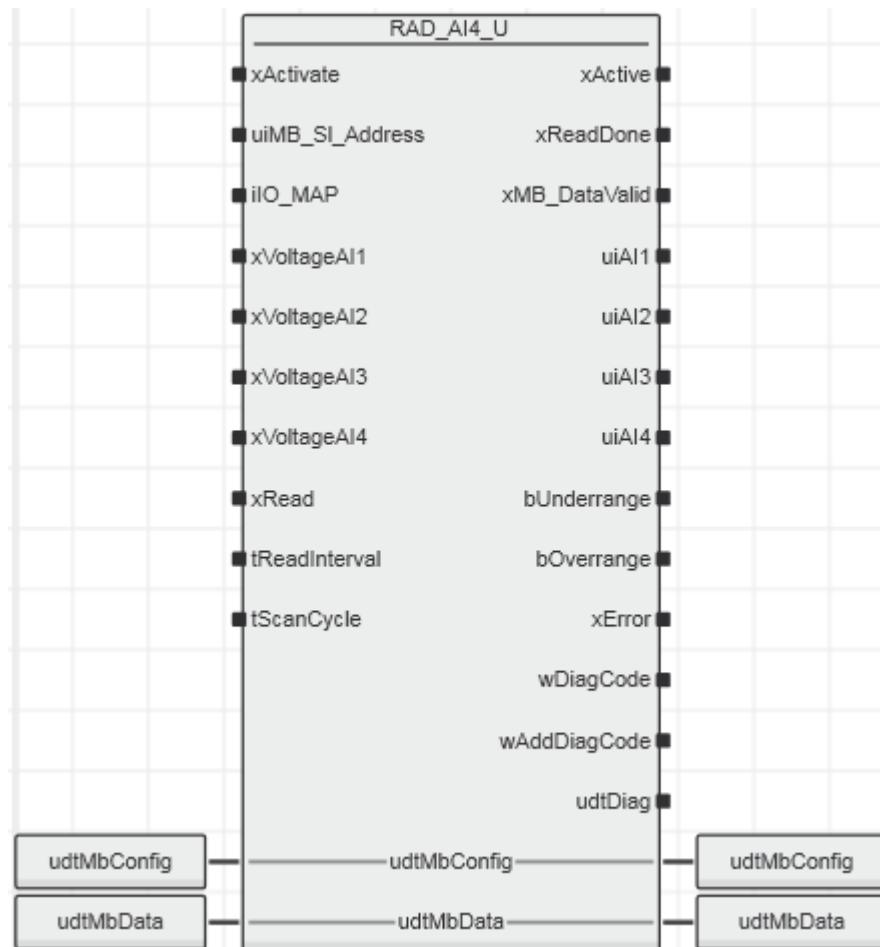 RAD_AI4_U
xActivate xActive
uiMB_SI_Address xReadDone
iIO_MAP xMB_DataValid
xVoltageAI1 uiAI1
xVoltageAI2 uiAI2
xVoltageAI3 uiAI3
xVoltageAI4 uiAI4
xRead bUnderrange
tReadInterval bOverrange
tScanCycle xError
wDiagCode
wAddDiagCode
udtDiag
udtMbConfig udtMbConfig udtMbConfig
udtMbData udtMbData udtMbData